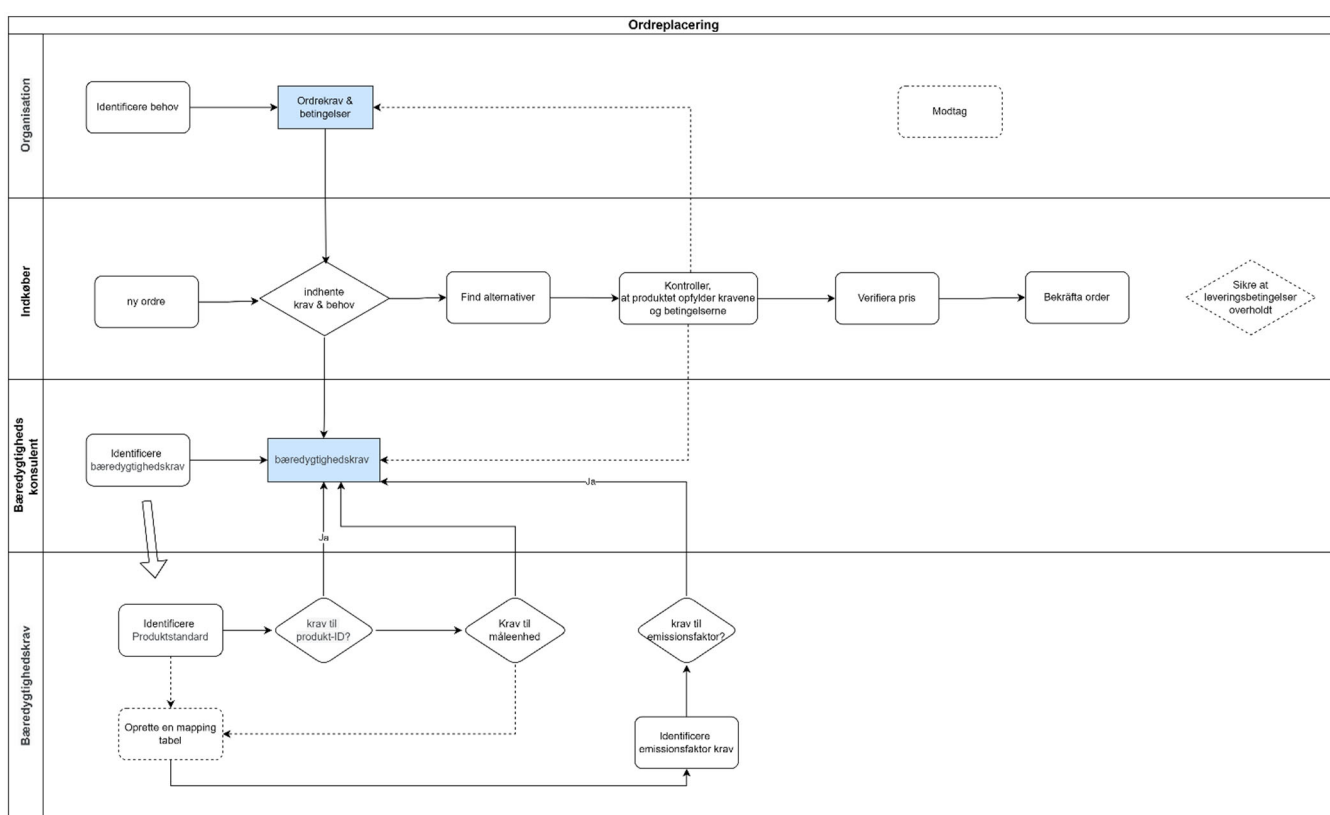 Ordreplacering
Organisation
Identificere behov
Ordrekrav &
betingelser
Modtag
Indkøber
ny ordre
indhente
krav & behov
Find alternativer
Kontroller,
at produktet opfylder kravene
og betingelserne
Verifiera pris
Bekräfta order
Sikre at
leveringsbetingelser
overholdt
Bæredygtigheds
konsulent
Identificere
bæredygtighedskrav
bæredygtighedskrav
Ja
Ja
Bæredygtighedskrav
Identificere
Produktstandard
krav til
produkt-ID?
Krav til
måleenhed
krav til
emissionsfaktor?
Oprette en mapping
tabel
Identificere
emissionsfaktor krav